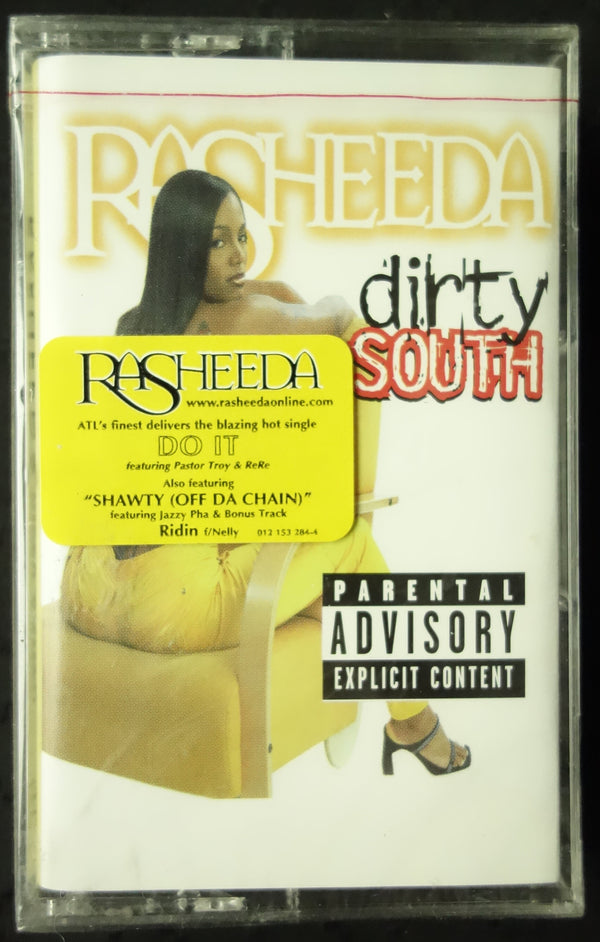 RASHEEDA
dirty
SOUTH
RASHEEDA
www.rasheedaonline.com
ATL's finest delivers the blazing hot single
DO IT
featuring Pastor Troy & ReRe
Also featuring
"SHAWTY (OFF DA CHAIN)"
featuring Jazzy Pha & Bonus Track
Ridin f/Nelly 012 153 284-4
PARENTAL
ADVISORY
EXPLICIT CONTENT